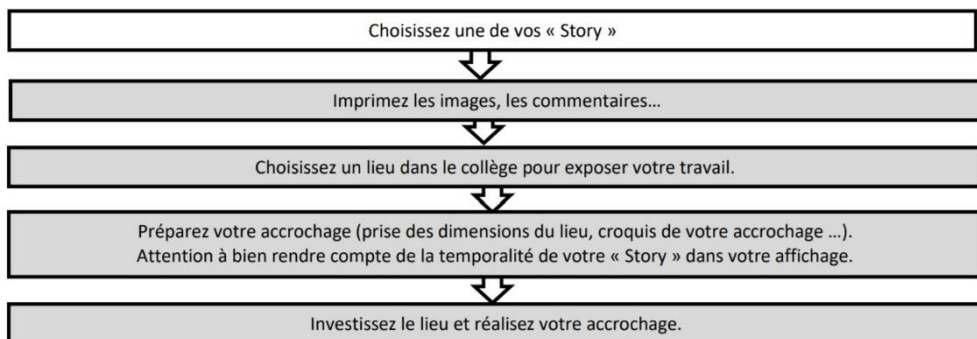 Choisissez une de vos « Story »
Imprimez les images, les commentaires…
Choisissez un lieu dans le collège pour exposer votre travail.
Préparez votre accrochage (prise des dimensions du lieu, croquis de votre accrochage …).
Attention à bien rendre compte de la temporalité de votre « Story » dans votre affichage.
Investissez le lieu et réalisez votre accrochage.